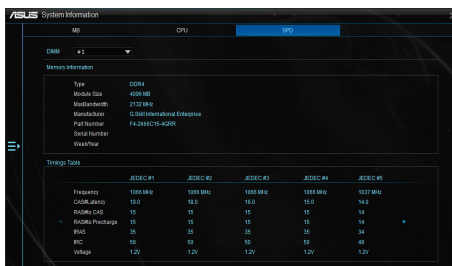 ASUS System Information
MB CPU SPD
DIMM #1
Memory Information
Type DDR4
Module Size 4096 MB
MaxBandwidth 2132 MHz
Manufacturer G.Skill International Enterprise
Part Number F4-2666C15-4GRR
Serial Number
Week/Year
Timings Table
JEDEC #1 JEDEC #2 JEDEC #3 JEDEC #4 JEDEC #5
Frequency 1066 MHz 1066 MHz 1066 MHz 1066 MHz 1037 MHz
CAS#Latency 19.0 18.0 16.0 15.0 14.0
RAS#to CAS 15 15 15 15 14
RAS#to Precharge 15 15 15 15 14
tRAS 35 35 35 35 34
tRC 50 50 50 50 49
Voltage 1.2V 1.2V 1.2V 1.2V 1.2V